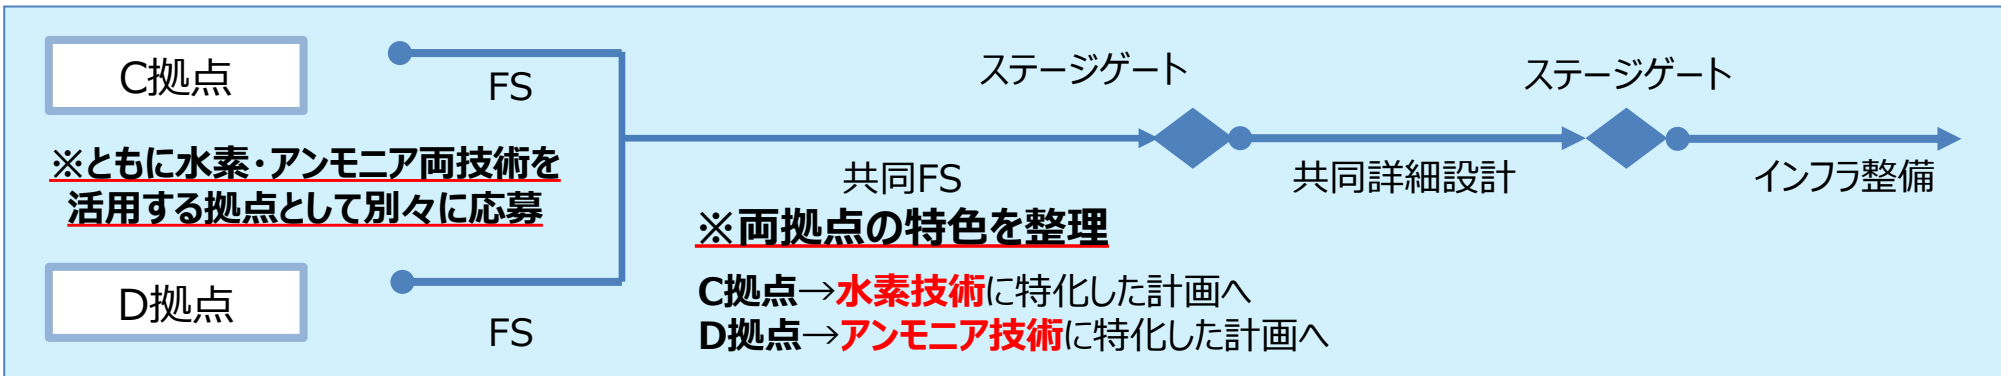 C拠点
FS
※ともに水素・アンモニア両技術を
活用する拠点として別々に応募
D拠点
FS
ステージゲート
ステージゲート
共同FS
共同詳細設計
インフラ整備
※両拠点の特色を整理
C拠点→水素技術に特化した計画へ
D拠点→アンモニア技術に特化した計画へ